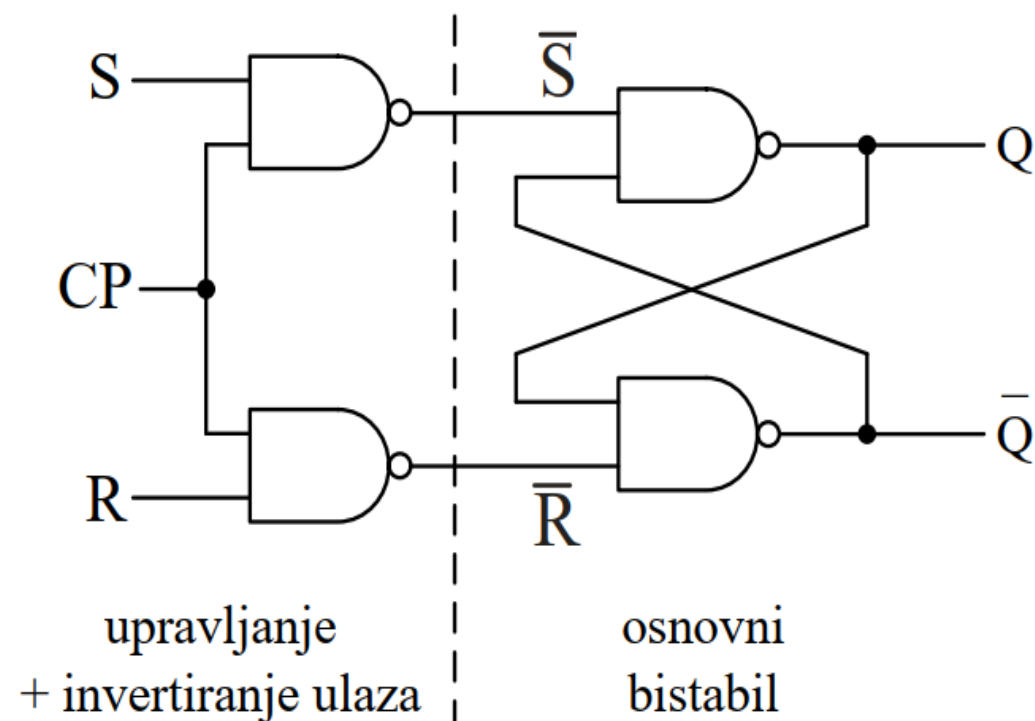 S
S̅
Q
CP
Q̅
R
R̅
upravljanje
+ invertiranje ulaza
osnovni
bistabil